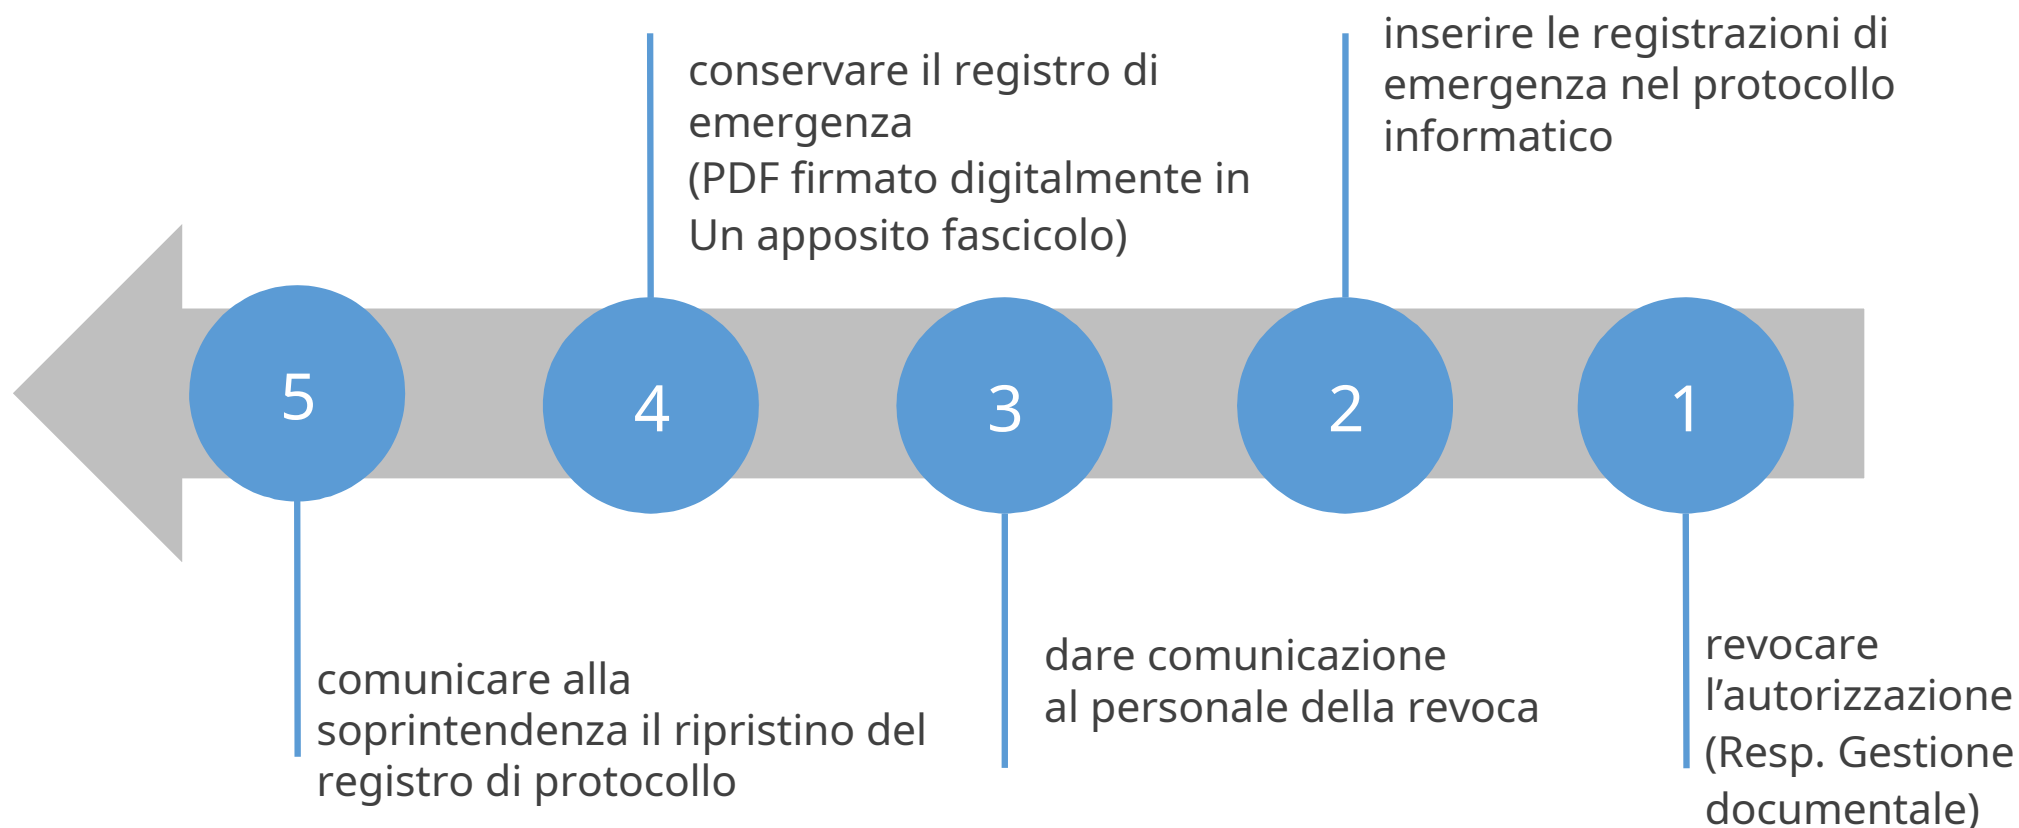 inserire le registrazioni di
emergenza nel protocollo
informatico
conservare il registro di
emergenza
(PDF firmato digitalmente in
Un apposito fascicolo)
5
4
3
2
1
comunicare alla
soprintendenza il ripristino del
registro di protocollo
dare comunicazione
al personale della revoca
revocare
l’autorizzazione
(Resp. Gestione
documentale)